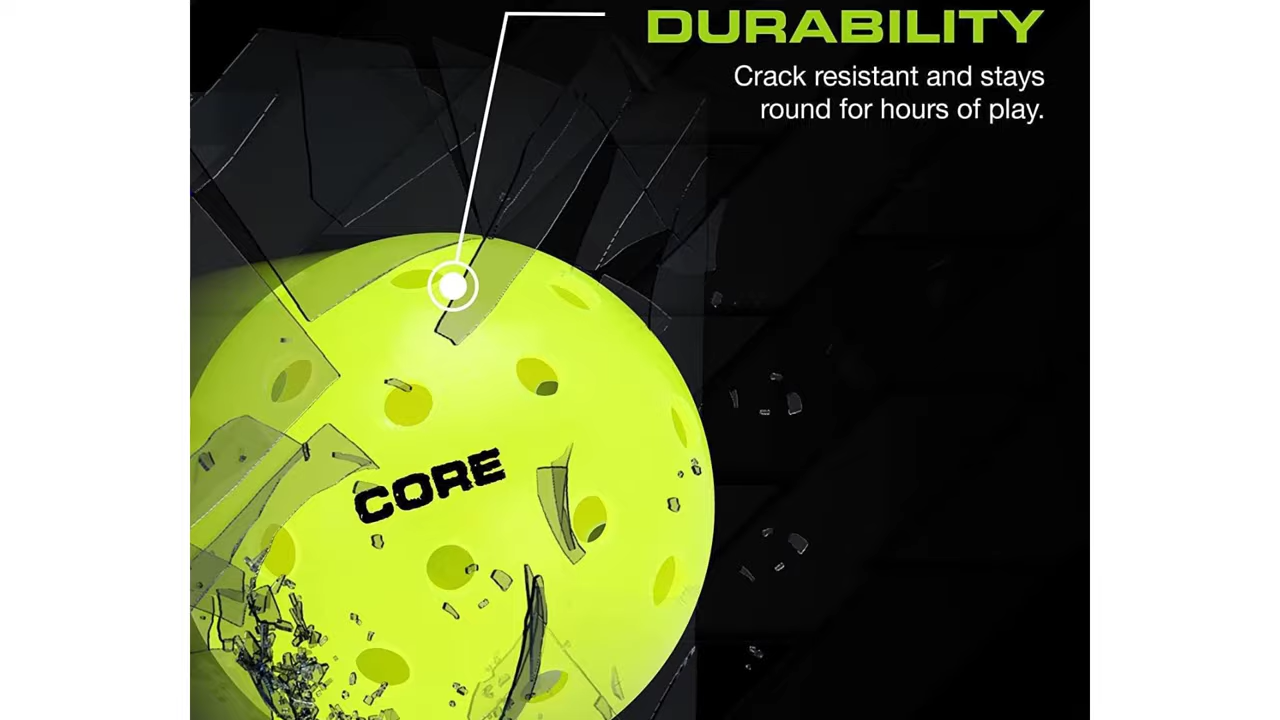 DURABILITY
Crack resistant and stays
round for hours of play.
CORE